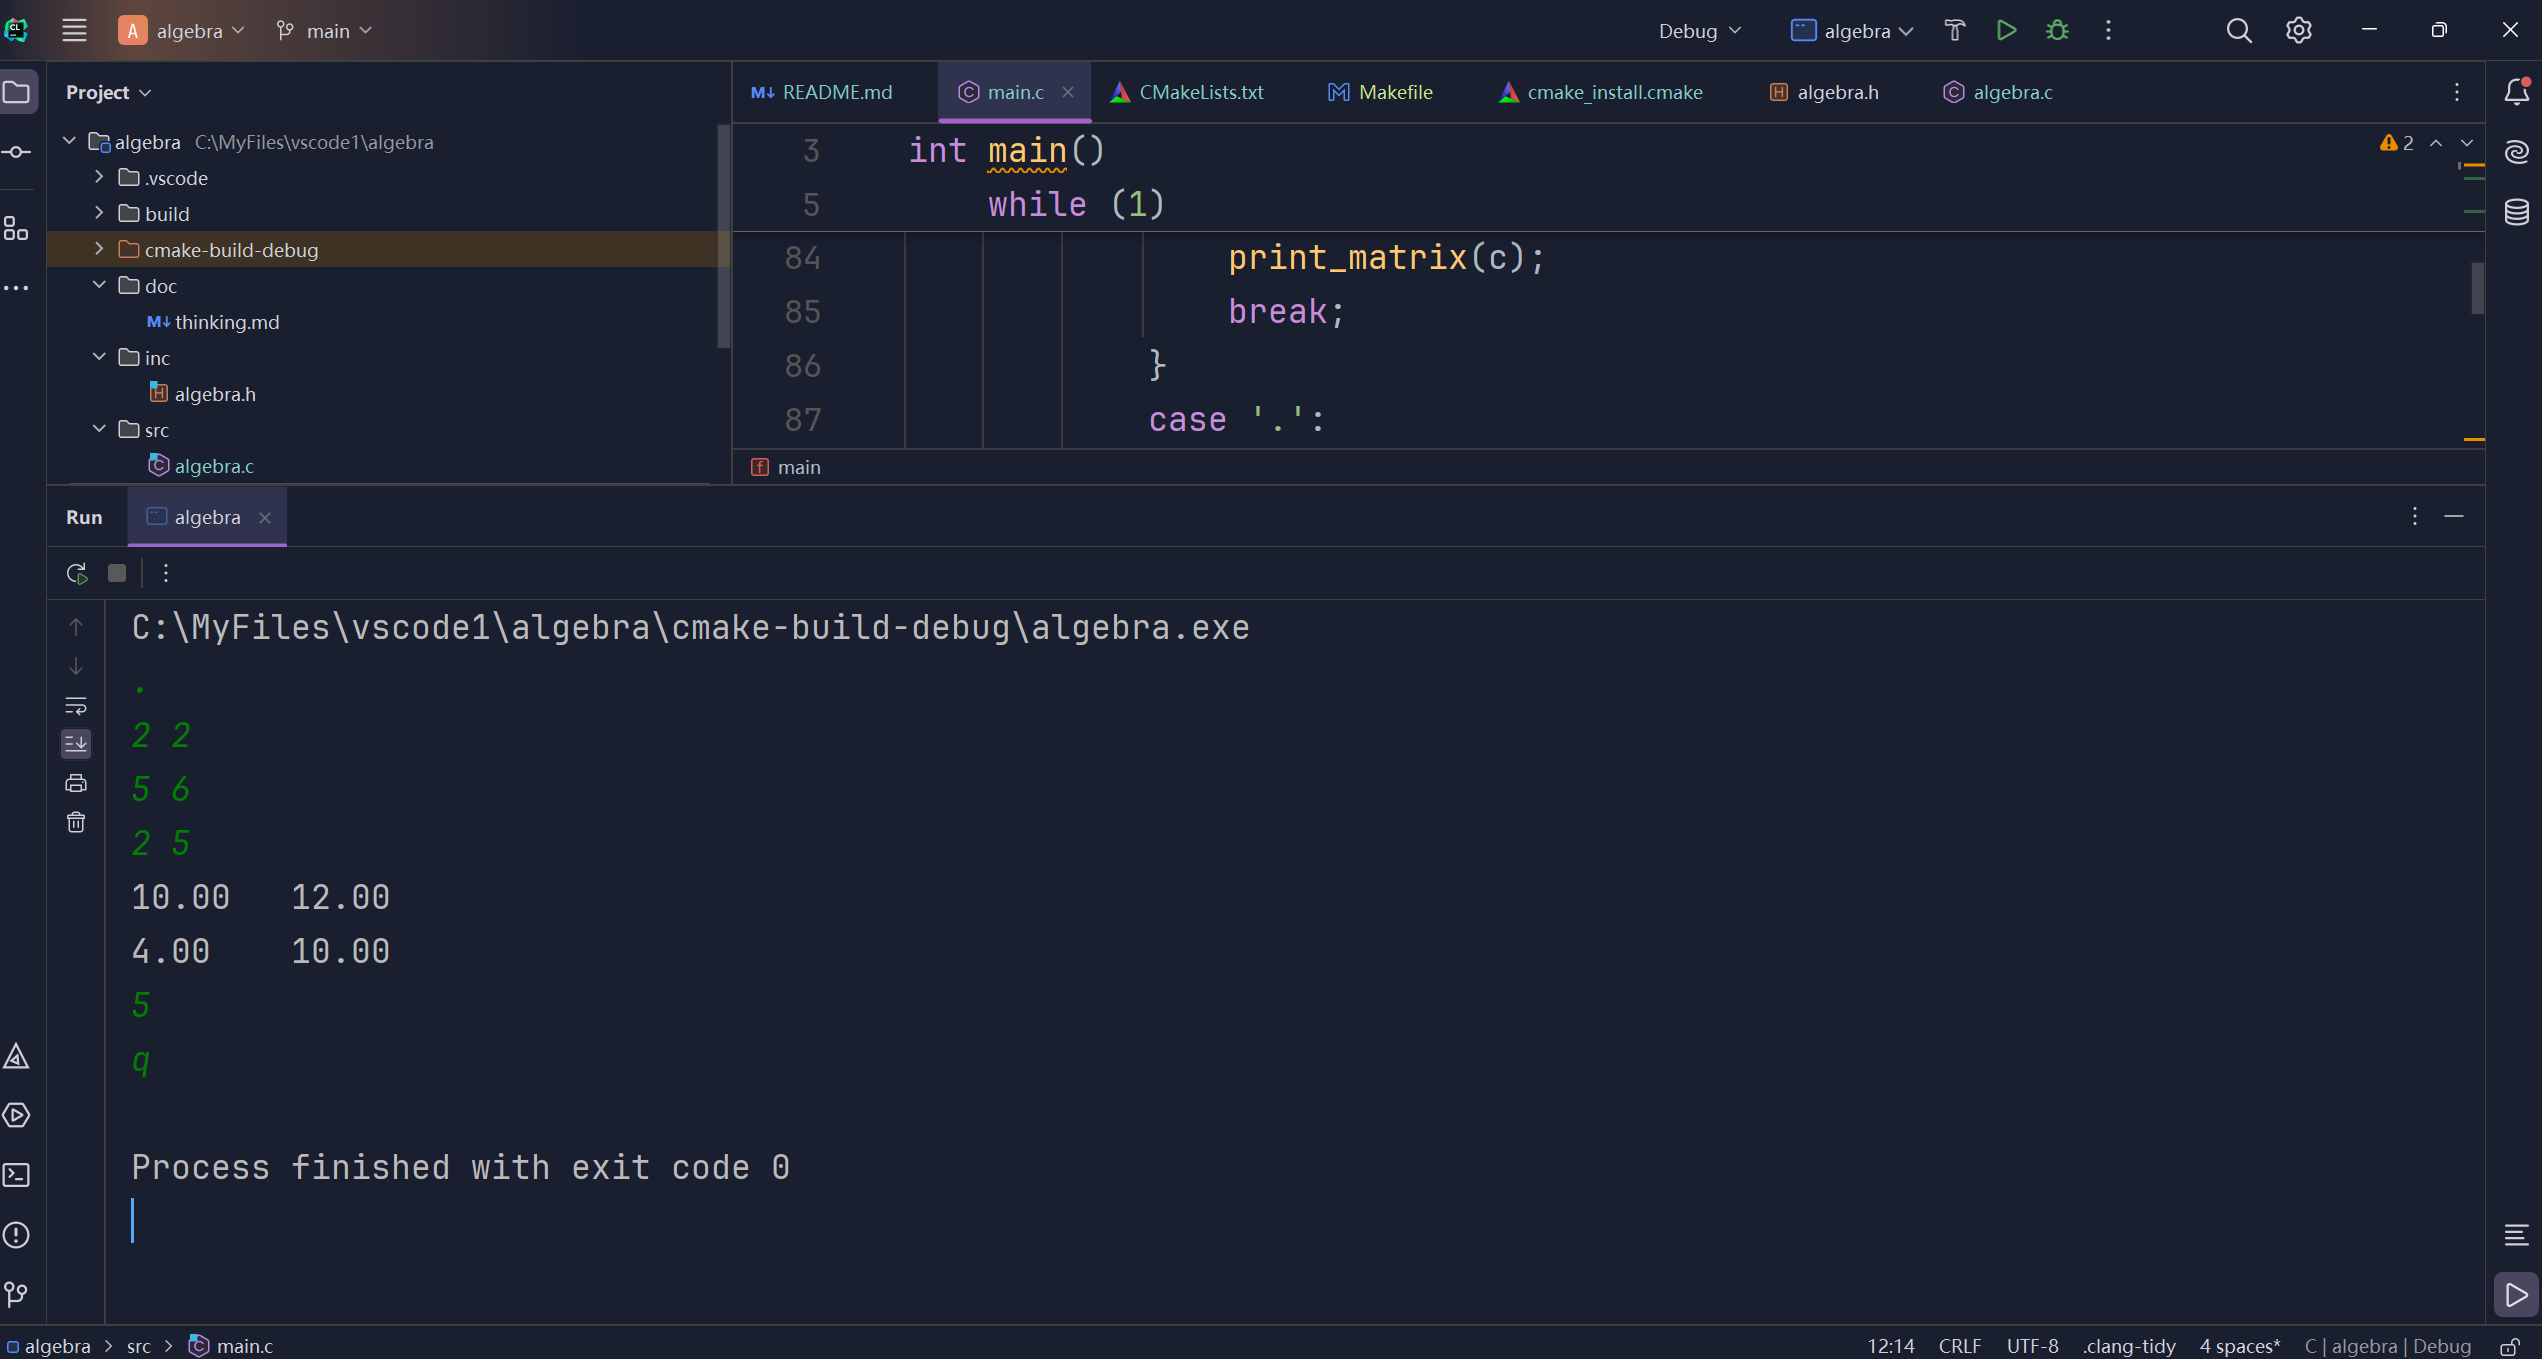 CL A algebra main Debug algebra
Project
README.md main.c CMakeLists.txt Makefile cmake_install.cmake algebra.h algebra.c
algebra C:\MyFiles\vscode1\algebra
.vscode
build
cmake-build-debug
doc
thinking.md
inc
algebra.h
src
algebra.c
3 int main()
5 while (1)
84 print_matrix(c);
85 break;
86 }
87 case '.':
2
main
Run algebra
C:\MyFiles\vscode1\algebra\cmake-build-debug\algebra.exe
.
2 2
5 6
2 5
10.00 12.00
4.00 10.00
5
q
Process finished with exit code 0
algebra > src > main.c 12:14 CRLF UTF-8 .clang-tidy 4 spaces* C | algebra | Debug